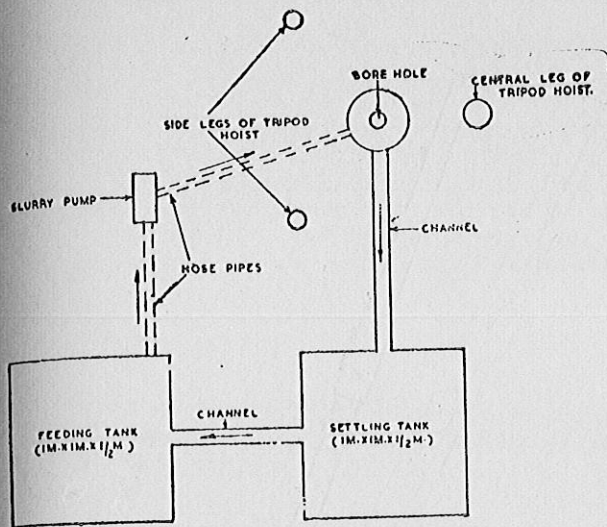 BORE HOLE
CENTRAL LEG OF
TRIPOD HOIST.
SIDE LEGS OF TRIPOD
HOIST
SLURRY PUMP
CHANNEL
HOSE PIPES
CHANNEL
FEEDING TANK
(1M.X1M.X1/2M)
SETTLING TANK
(1M.X1M.X1/2M.)